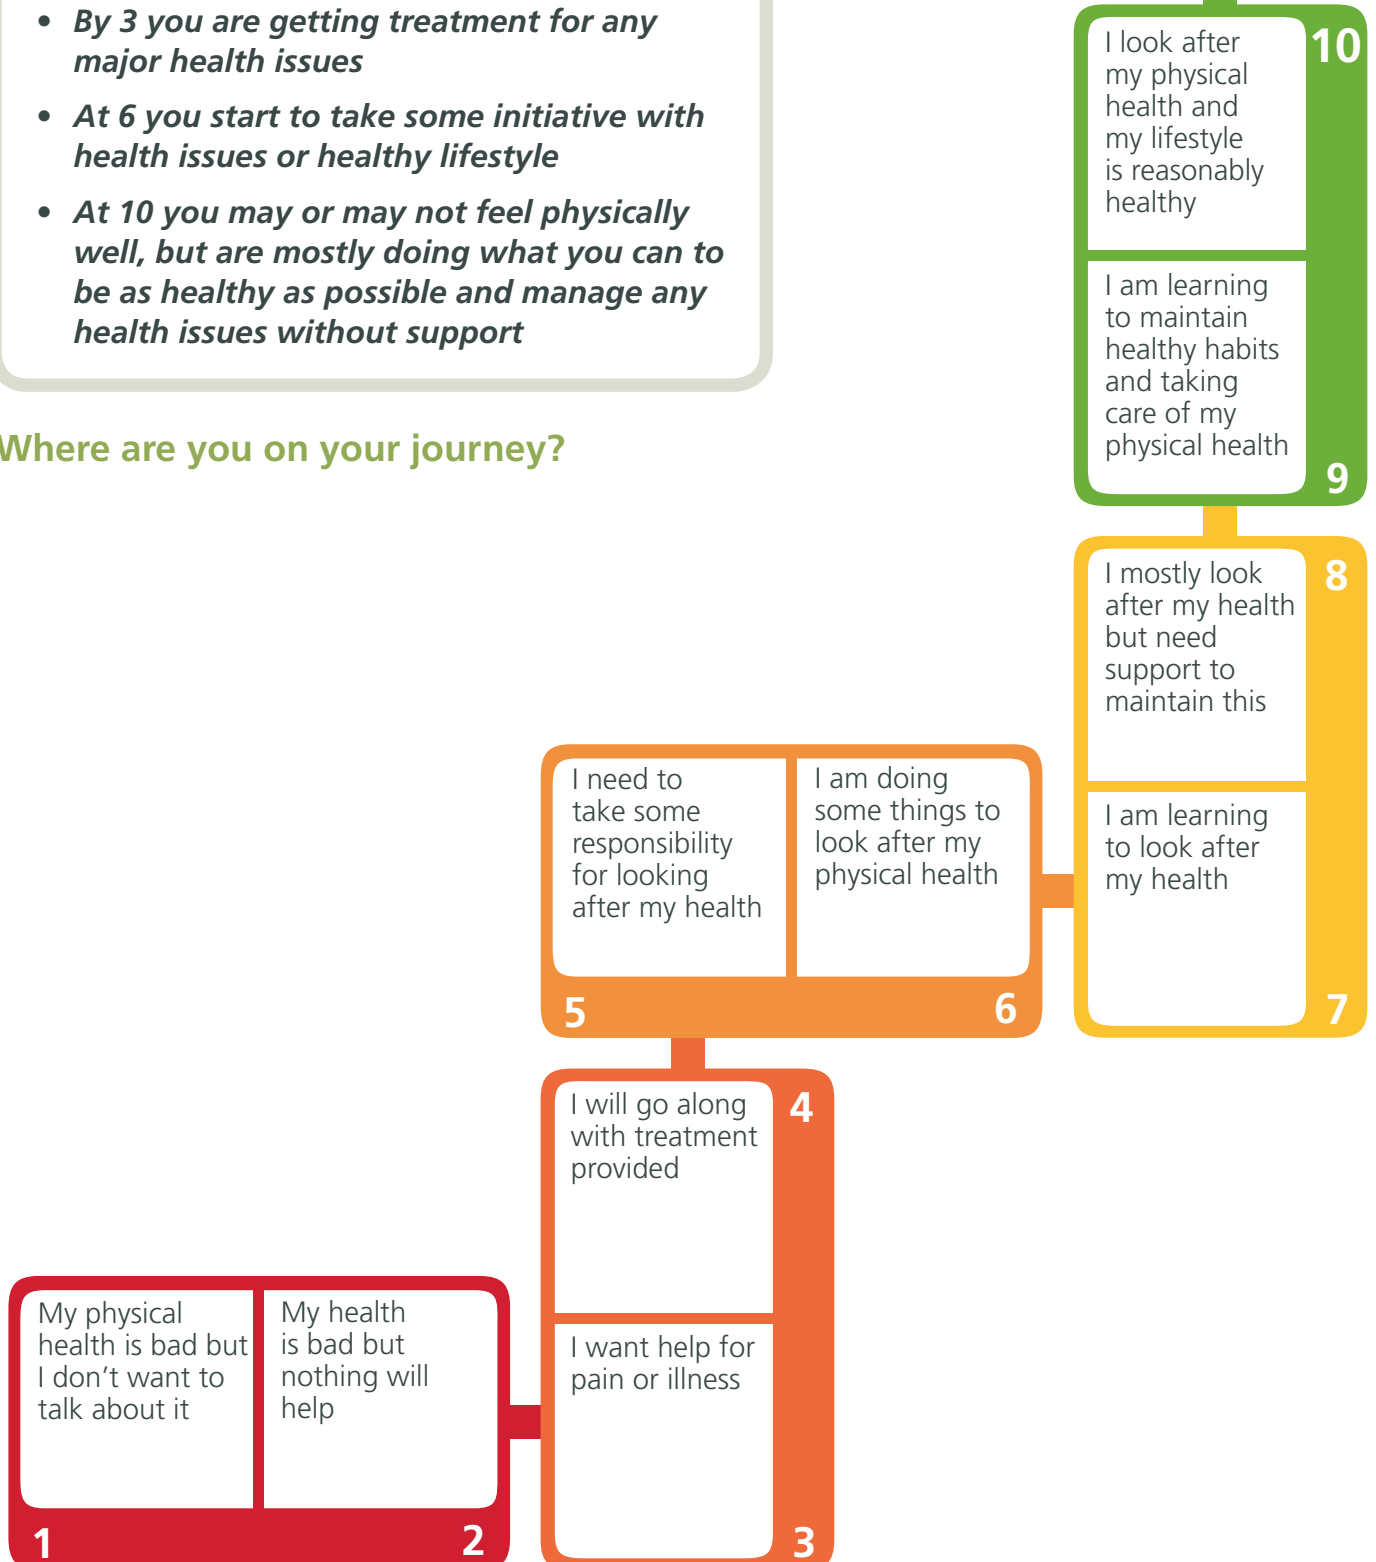 • By 3 you are getting treatment for any
major health issues
• At 6 you start to take some initiative with
health issues or healthy lifestyle
• At 10 you may or may not feel physically
well, but are mostly doing what you can to
be as healthy as possible and manage any
health issues without support
Where are you on your journey?
I look after
my physical
health and
my lifestyle
is reasonably
healthy
10
I am learning
to maintain
healthy habits
and taking
care of my
physical health
9
I mostly look
after my health
but need
support to
maintain this
8
I am learning
to look after
my health
7
I need to
take some
responsibility
for looking
after my health
5
I am doing
some things to
look after my
physical health
6
I will go along
with treatment
provided
4
I want help for
pain or illness
3
My physical
health is bad but
I don't want to
talk about it
1
My health
is bad but
nothing will
help
2